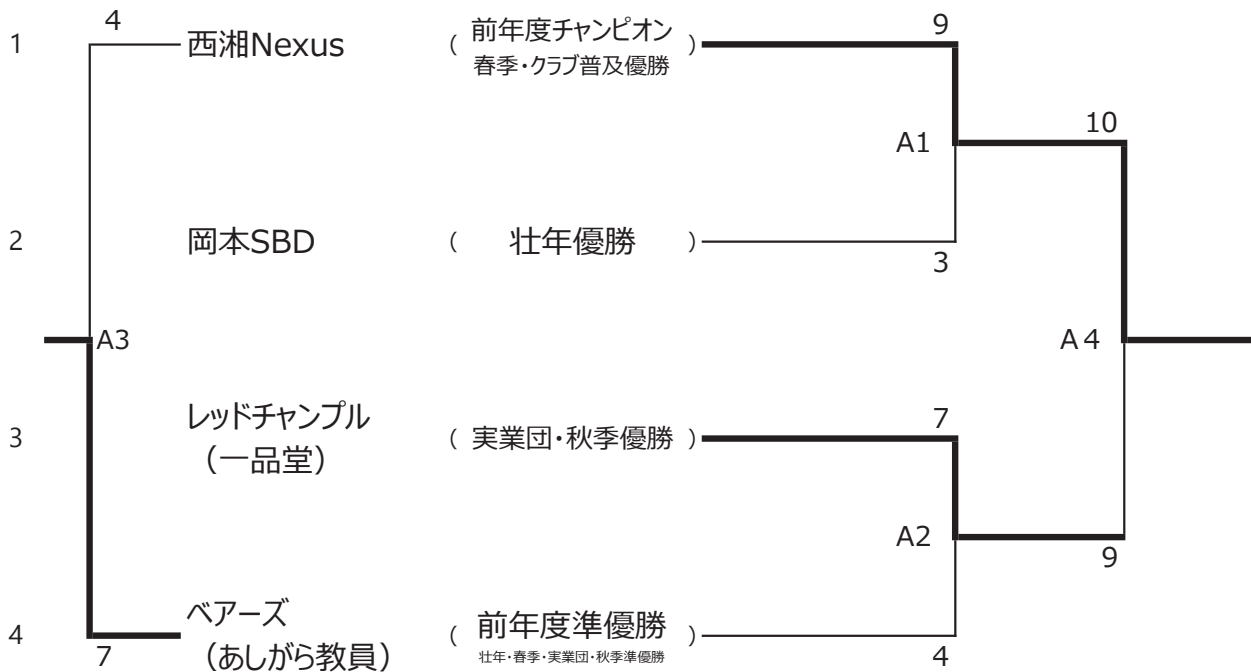 4
9
1 西湘Nexus ( 前年度チャンピオン )
春季・クラブ普及優勝
10
A1
2 岡本SBD ( 壮年優勝 )
3
A3
A４
レッドチャンプル
7
3 ( 実業団・秋季優勝 )
（一品堂）
A2
9
ベアーズ
4 ( 前年度準優勝 )
7 （あしがら教員） 壮年・春季・実業団・秋季準優勝 4